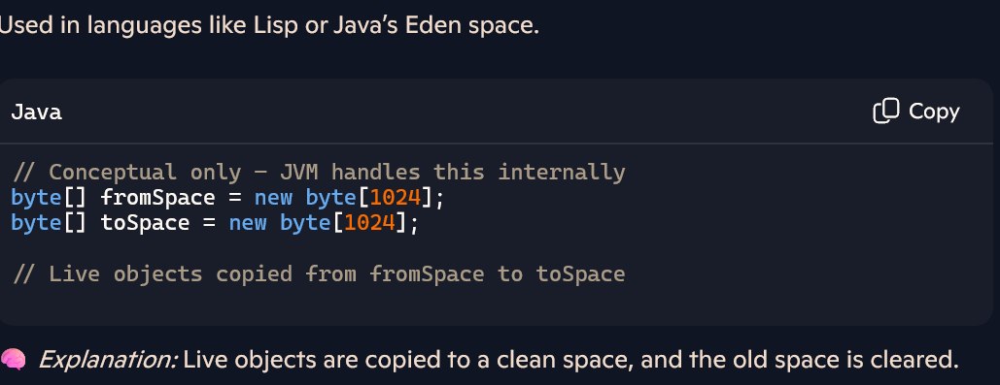 Used in languages like Lisp or Java's Eden space.
Java
Copy
// Conceptual only — JVM handles this internally
byte[] fromSpace = new byte[1024];
byte[] toSpace = new byte[1024];
// Live objects copied from fromSpace to toSpace
Explanation: Live objects are copied to a clean space, and the old space is cleared.